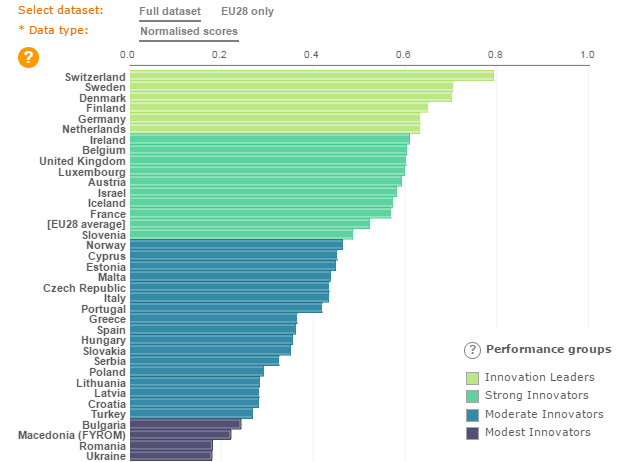 Select dataset: Full dataset EU28 only
* Data type: Normalised scores
?
0.0 0.2 0.4 0.6 0.8 1.0
Switzerland
Sweden
Denmark
Finland
Germany
Netherlands
Ireland
Belgium
United Kingdom
Luxembourg
Austria
Israel
Iceland
France
[EU28 average]
Slovenia
Norway
Cyprus
Estonia
Malta
Czech Republic
Italy
Portugal
Greece
Spain
Hungary
Slovakia
Serbia
Poland
Lithuania
Latvia
Croatia
Turkey
Bulgaria
Macedonia (FYROM)
Romania
Ukraine
? Performance groups
Innovation Leaders
Strong Innovators
Moderate Innovators
Modest Innovators